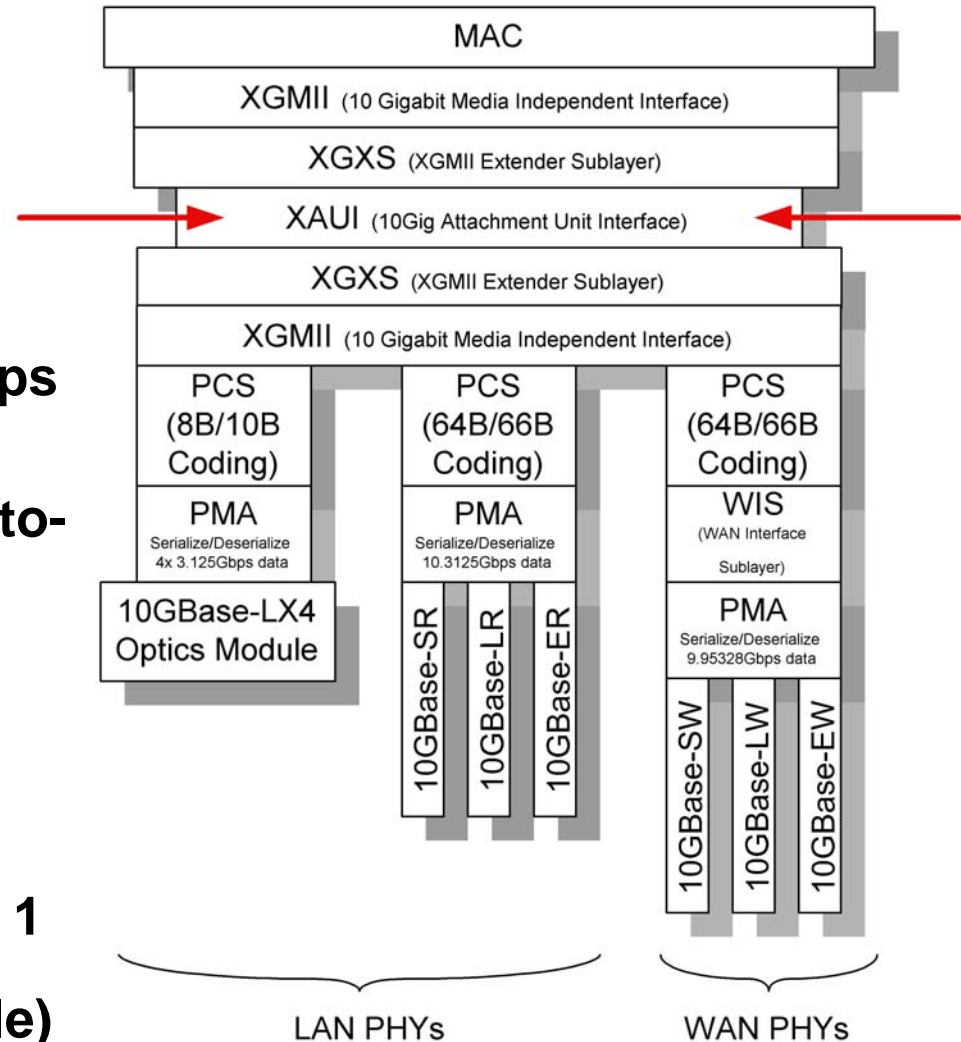 MAC
XGMII (10 Gigabit Media Independent Interface)
XGXS (XGMII Extender Sublayer)
XAUI (10Gig Attachment Unit Interface)
XGXS (XGMII Extender Sublayer)
XGMII (10 Gigabit Media Independent Interface)
ps
to-
1
le)
PCS
(8B/10B
Coding)
PMA
Serialize/Deserialize
4x 3.125Gbps data
10GBase-LX4
Optics Module
PCS
(64B/66B
Coding)
PMA
Serialize/Deserialize
10.3125Gbps data
10GBase-SR
10GBase-LR
10GBase-ER
PCS
(64B/66B
Coding)
WIS
(WAN Interface
Sublayer)
PMA
Serialize/Deserialize
9.95328Gbps data
10GBase-SW
10GBase-LW
10GBase-EW
LAN PHYs
WAN PHYs